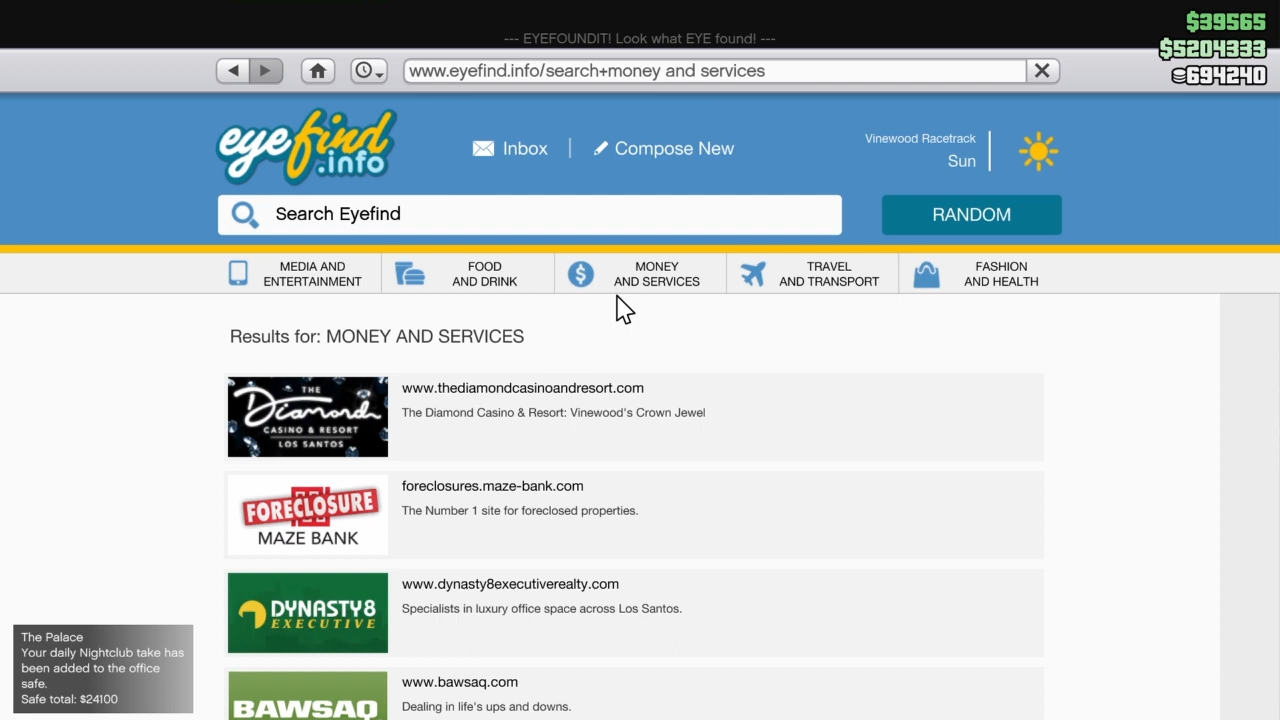 $39565
--- EYEFOUNDIT! Look what EYE found! ---
$5204333
www.eyefind.info/search+money and services
694240
eyefind
.info
Inbox
Compose New
Vinewood Racetrack
Sun
Search Eyefind
RANDOM
MEDIA AND
ENTERTAINMENT
FOOD
AND DRINK
MONEY
AND SERVICES
TRAVEL
AND TRANSPORT
FASHION
AND HEALTH
Results for: MONEY AND SERVICES
THE
Diamond
CASINO & RESORT
LOS SANTOS
www.thediamondcasinoandresort.com
The Diamond Casino & Resort: Vinewood's Crown Jewel
FORECLOSURE
MAZE BANK
foreclosures.maze-bank.com
The Number 1 site for foreclosed properties.
DYNASTY8
EXECUTIVE
www.dynasty8executiverealty.com
Specialists in luxury office space across Los Santos.
BAWSAQ
www.bawsaq.com
Dealing in life's ups and downs.
The Palace
Your daily Nightclub take has
been added to the office
safe.
Safe total: $24100